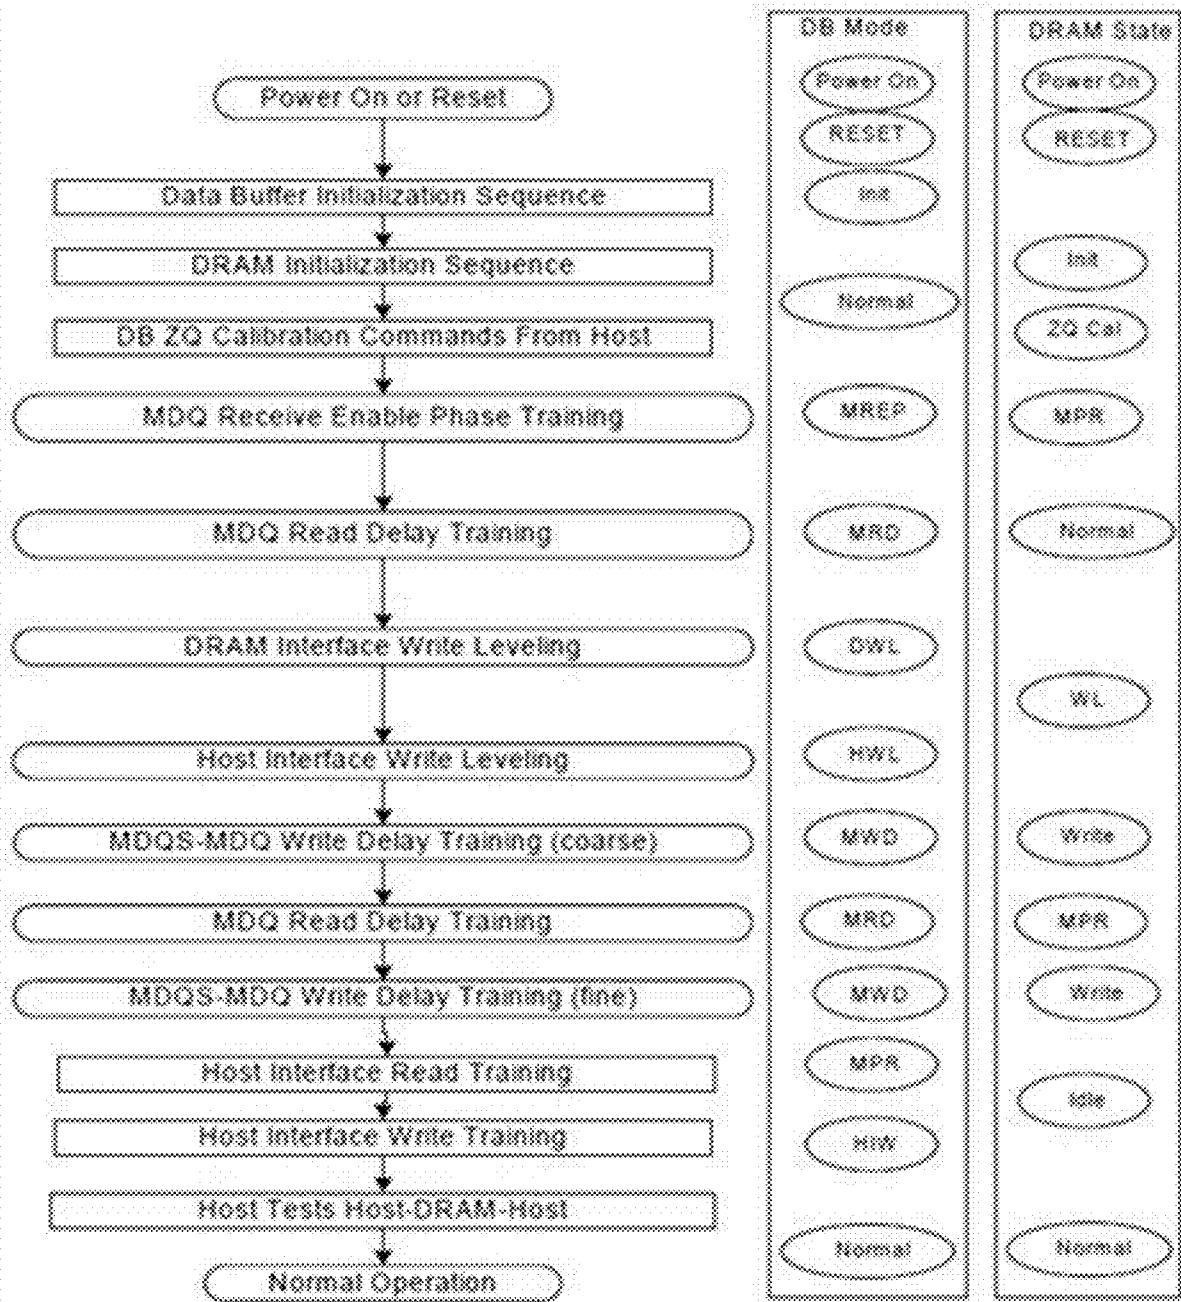 DB Mode
DRAM State
Power On or Reset
Power On
Power On
RESET
RESET
Data Buffer Initialization Sequence
Init
DRAM Initialization Sequence
Init
Normal
DB ZQ Calibration Commands From Host
ZQ Cal
MDQ Receive Enable Phase Training
MREP
MPR
MDQ Read Delay Training
MRD
Normal
DRAM Interface Write Leveling
DWL
WL
Host Interface Write Leveling
HWL
MDQS-MDQ Write Delay Training (coarse)
MWD
Write
MDQ Read Delay Training
MRD
MPR
MDQS-MDQ Write Delay Training (fine)
MWD
Write
Host Interface Read Training
MPR
Idle
Host Interface Write Training
HIW
Host Tests Host-DRAM-Host
Normal
Normal
Normal Operation